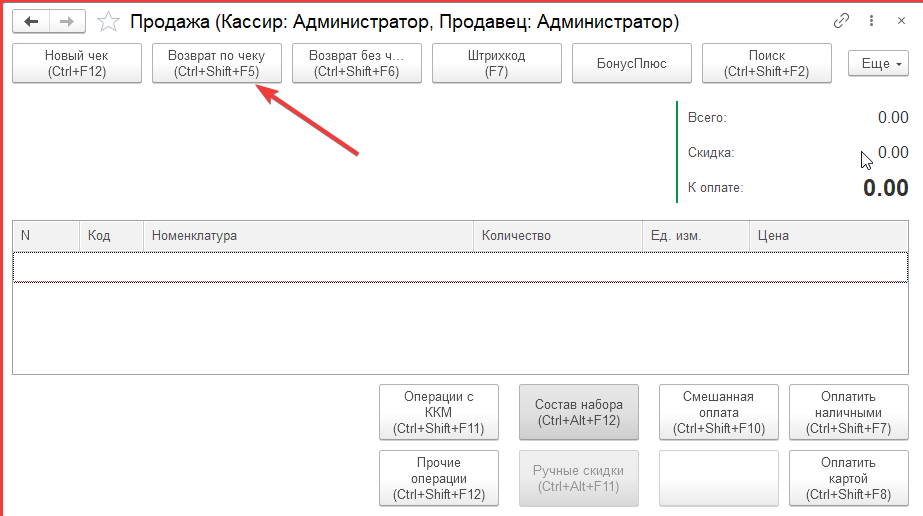 Продажа (Кассир: Администратор, Продавец: Администратор)
Новый чек
(Ctrl+F12)
Возврат по чеку
(Ctrl+Shift+F5)
Возврат без ч...
(Ctrl+Shift+F6)
Штрихкод
(F7)
БонусПлюс
Поиск
(Ctrl+Shift+F2)
Еще
Всего: 0.00
Скидка: 0.00
К оплате: 0.00
N Код Номенклатура Количество Ед. изм. Цена
Операции с
ККМ
(Ctrl+Shift+F11)
Состав набора
(Ctrl+Alt+F12)
Смешанная
оплата
(Ctrl+Shift+F10)
Оплатить
наличными
(Ctrl+Shift+F7)
Прочие
операции
(Ctrl+Shift+F12)
Ручные скидки
(Ctrl+Alt+F11)
Оплатить
картой
(Ctrl+Shift+F8)